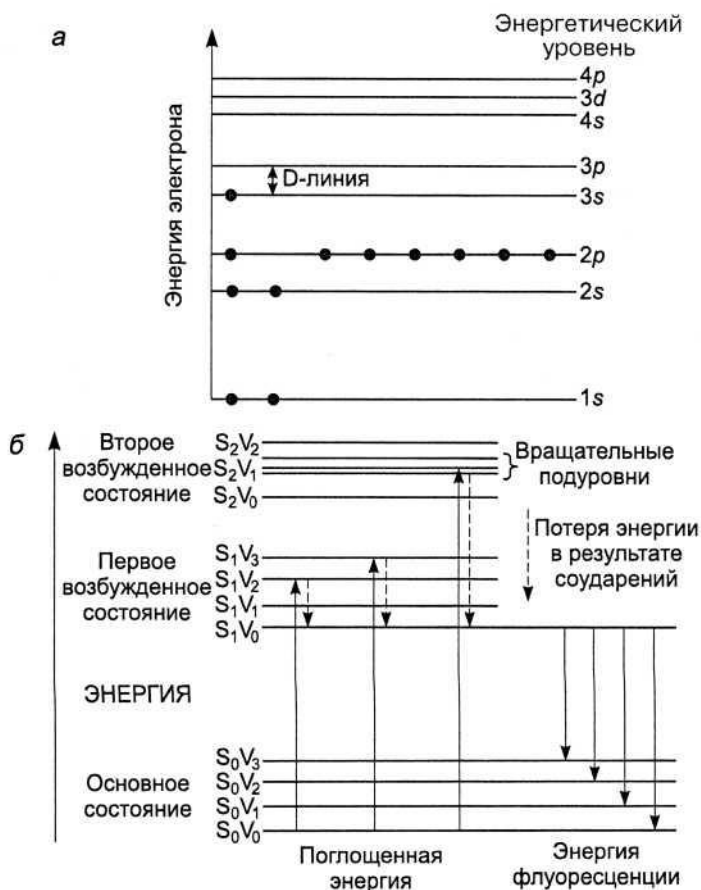 а
Энергетический
уровень
Энергия электрона
4p
3d
4s
3p
D-линия
3s
2p
2s
1s
б
Второе
возбужденное
состояние
S₂V₂
S₂V₁
S₂V₀
Вращательные
подуровни
Потеря энергии
в результате
соударений
Первое
возбужденное
состояние
S₁V₃
S₁V₂
S₁V₁
S₁V₀
ЭНЕРГИЯ
Основное
состояние
S₀V₃
S₀V₂
S₀V₁
S₀V₀
Поглощенная
энергия
Энергия
флуоресценции